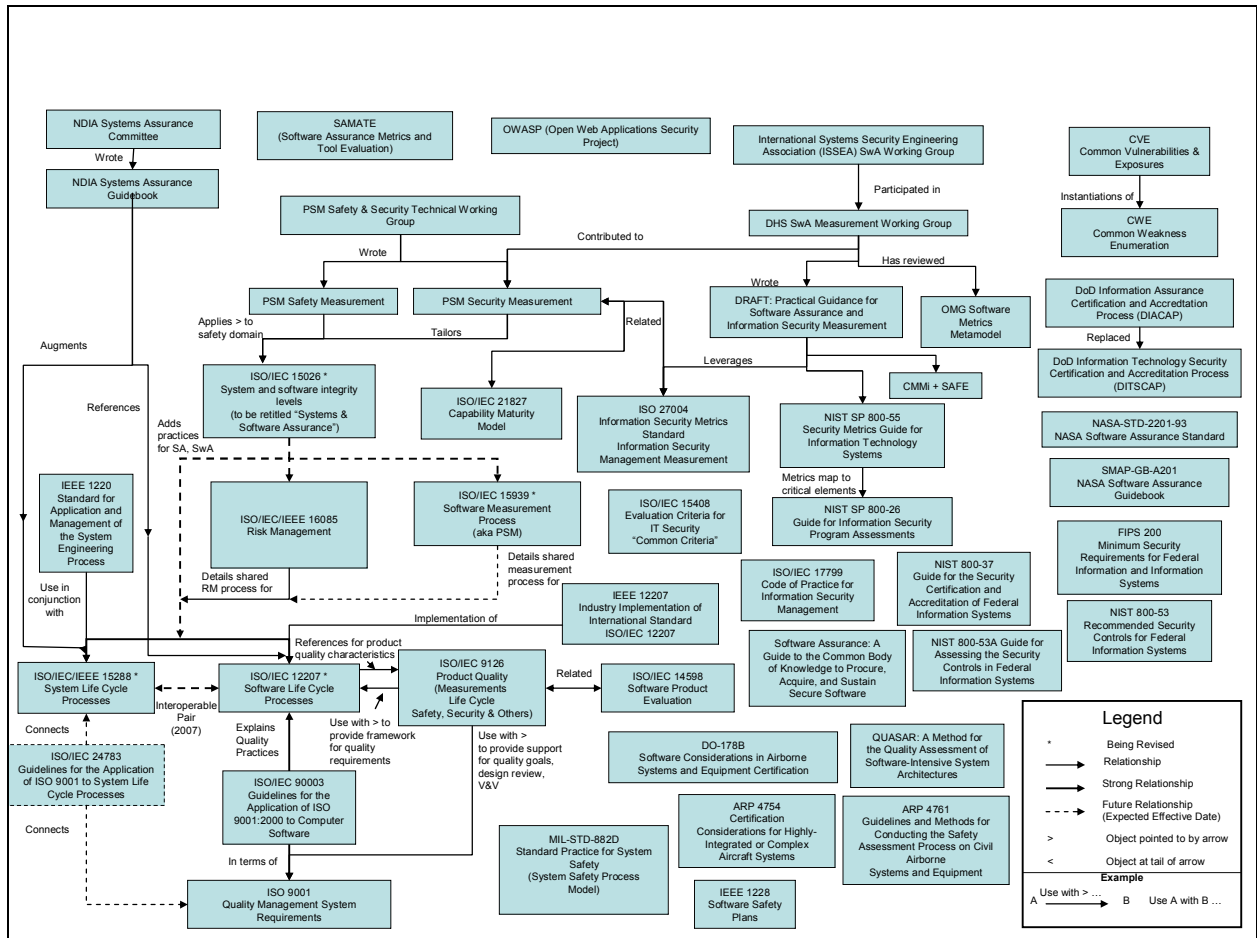 NDIA Systems Assurance
Committee
Wrote
NDIA Systems Assurance
Guidebook
SAMATE
(Software Assurance Metrics and
Tool Evaluation)
OWASP (Open Web Applications Security
Project)
International Systems Security Engineering
Association (ISSEA) SwA Working Group
Participated in
DHS SwA Measurement Working Group
CVE
Common Vulnerabilities &
Exposures
Instantiations of
CWE
Common Weakness
Enumeration
PSM Safety & Security Technical Working
Group
Wrote
Contributed to
Has reviewed
Wrote
PSM Safety Measurement
PSM Security Measurement
DRAFT: Practical Guidance for
Software Assurance and
Information Security Measurement
OMG Software
Metrics
Metamodel
DoD Information Assurance
Certification and Accredtation
Process (DIACAP)
Replaced
DoD Information Technology Security
Certification and Accreditation Process
(DITSCAP)
Applies > to
safety domain
Tailors
Related
Leverages
Augments
References
ISO/IEC 15026 *
System and software integrity
levels
(to be retitled “Systems &
Software Assurance”)
ISO/IEC 21827
Capability Maturity
Model
ISO 27004
Information Security Metrics
Standard
Information Security
Management Measurement
CMMi + SAFE
NIST SP 800-55
Security Metrics Guide for
Information Technology
Systems
Metrics map to
critical elements
NIST SP 800-26
Guide for Information Security
Program Assessments
NASA-STD-2201-93
NASA Software Assurance Standard
SMAP-GB-A201
NASA Software Assurance
Guidebook
Adds
practices
for SA, SwA
IEEE 1220
Standard for
Application and
Management of
the System
Engineering
Process
ISO/IEC/IEEE 16085
Risk Management
ISO/IEC 15939 *
Software Measurement
Process
(aka PSM)
ISO/IEC 15408
Evaluation Criteria for
IT Security
“Common Criteria”
FIPS 200
Minimum Security
Requirements for Federal
Information and Information
Systems
Details shared
RM process for
Details shared
measurement
process for
ISO/IEC 17799
Code of Practice for
Information Security
Management
NIST 800-37
Guide for the Security
Certification and
Accreditation of Federal
Information Systems
Use in
conjunction
with
Implementation of
IEEE 12207
Industry Implementation of
International Standard
ISO/IEC 12207
NIST 800-53
Recommended Security
Controls for Federal
Information Systems
References for product
quality characteristics
Software Assurance: A
Guide to the Common Body
of Knowledge to Procure,
Acquire, and Sustain
Secure Software
NIST 800-53A Guide for
Assessing the Security
Controls in Federal
Information Systems
ISO/IEC/IEEE 15288 *
System Life Cycle
Processes
Interoperable
Pair
(2007)
ISO/IEC 12207 *
Software Life Cycle
Processes
ISO/IEC 9126
Product Quality
(Measurements
Life Cycle
Safety, Security & Others)
Related
ISO/IEC 14598
Software Product
Evaluation
Connects
Explains
Quality
Practices
Use with > to
provide framework
for quality
requirements
Use with >
to provide support
for quality goals,
design review,
V&V
ISO/IEC 24783
Guidelines for the Application
of ISO 9001 to System Life
Cycle Processes
ISO/IEC 90003
Guidelines for the
Application of ISO
9001:2000 to Computer
Software
DO-178B
Software Considerations in Airborne
Systems and Equipment Certification
QUASAR: A Method for
the Quality Assessment of
Software-Intensive System
Architectures
Connects
In terms of
ISO 9001
Quality Management System
Requirements
MIL-STD-882D
Standard Practice for System
Safety
(System Safety Process
Model)
ARP 4754
Certification
Considerations for Highly-
Integrated or Complex
Aircraft Systems
ARP 4761
Guidelines and Methods for
Conducting the Safety
Assessment Process on Civil
Airborne
Systems and Equipment
IEEE 1228
Software Safety
Plans
Legend
* Being Revised
Relationship
Strong Relationship
Future Relationship
(Expected Effective Date)
> Object pointed to by arrow
< Object at tail of arrow
Example
Use with > …
A B Use A with B …